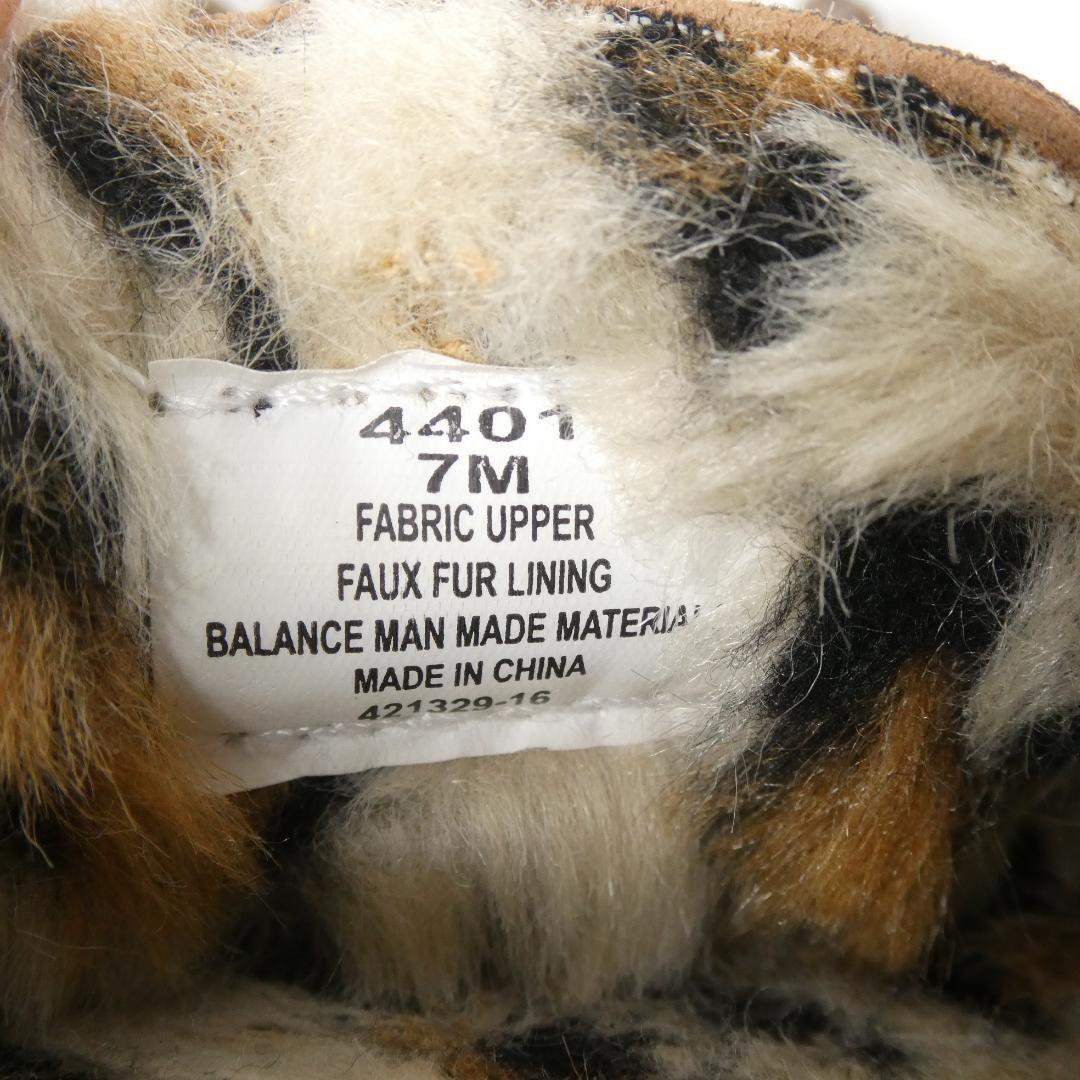 4401
7M
FABRIC UPPER
FAUX FUR LINING
BALANCE MAN MADE MATERIAL
MADE IN CHINA
421329-16